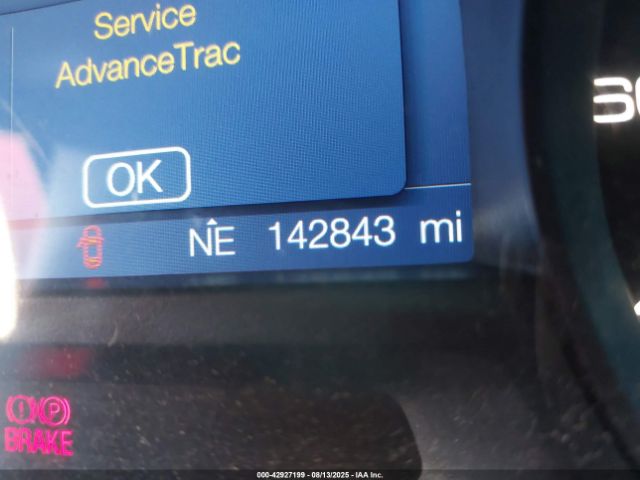 Service
AdvanceTrac
OK
NE 142843 mi
(!) (P)
BRAKE
000-42927199 - 08/13/2025 - IAA Inc.